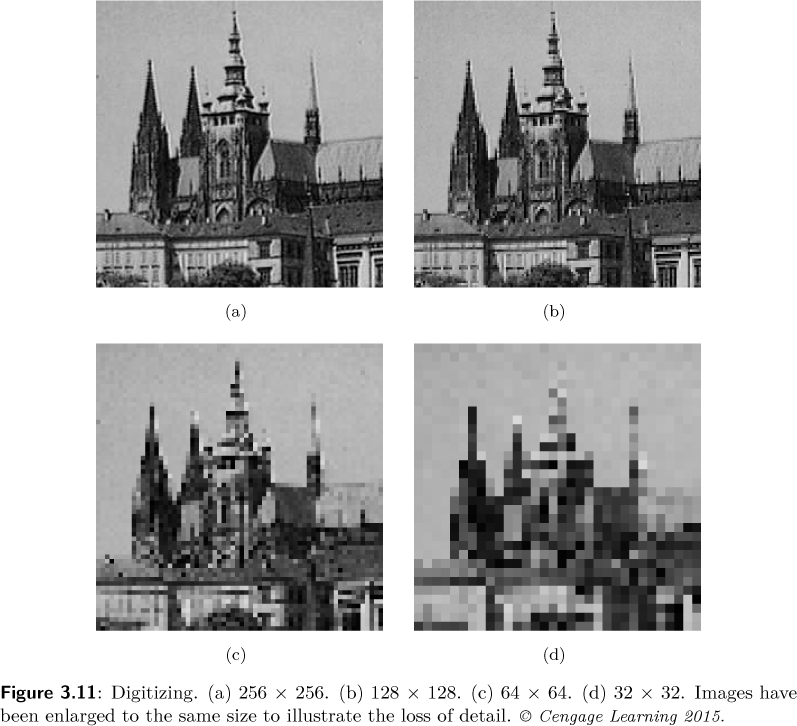 (a)
(b)
(c)
(d)
Figure 3.11: Digitizing. (a) 256 × 256. (b) 128 × 128. (c) 64 × 64. (d) 32 × 32. Images have
been enlarged to the same size to illustrate the loss of detail. © Cengage Learning 2015.